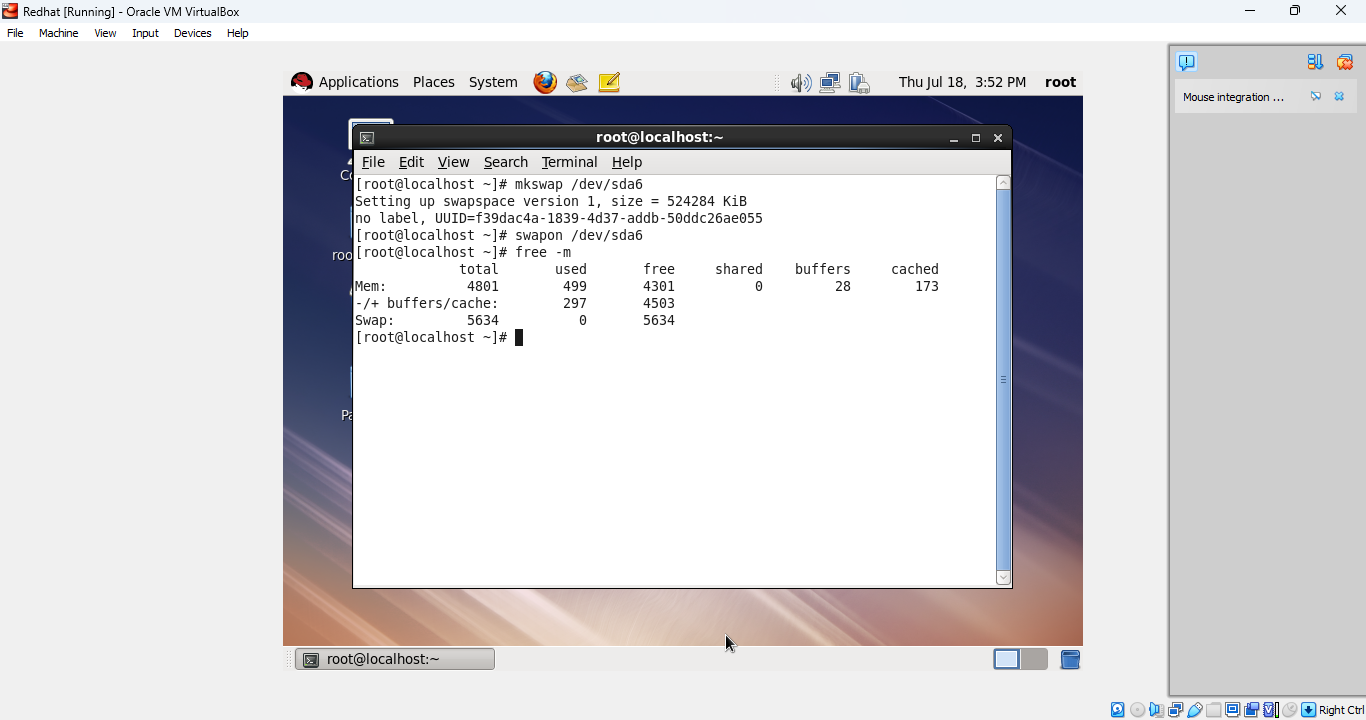 Redhat [Running] - Oracle VM VirtualBox
File Machine View Input Devices Help
Mouse integration ...
Applications Places System Thu Jul 18, 3:52 PM root
root@localhost:~
File Edit View Search Terminal Help
[root@localhost ~]# mkswap /dev/sda6
Setting up swapspace version 1, size = 524284 KiB
no label, UUID=f39dac4a-1839-4d37-addb-50ddc26ae055
[root@localhost ~]# swapon /dev/sda6
[root@localhost ~]# free -m
total used free shared buffers cached
Mem: 4801 499 4301 0 28 173
-/+ buffers/cache: 297 4503
Swap: 5634 0 5634
[root@localhost ~]#
root@localhost:~
Right Ctrl